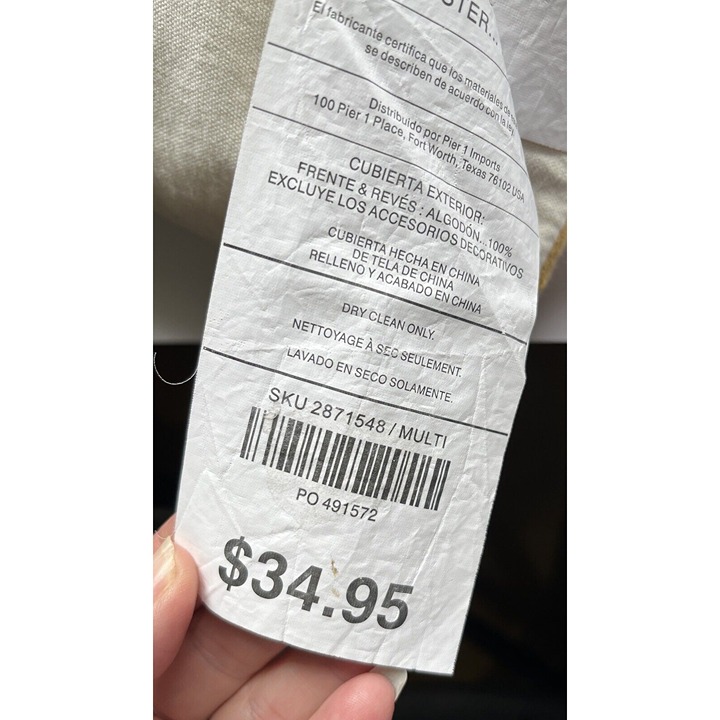 El fabricante certifica que los materiales de
se describen de acuerdo con la ley.
Distribuido por Pier 1 Imports
100 Pier 1 Place, Fort Worth, Texas 76102 USA
CUBIERTA EXTERIOR:
FRENTE & REVÉS : ALGODÓN...100%
EXCLUYE LOS ACCESORIOS DECORATIVOS
CUBIERTA HECHA EN CHINA
DE TELA DE CHINA
RELLENO Y ACABADO EN CHINA
DRY CLEAN ONLY.
NETTOYAGE À SEC SEULEMENT.
LAVADO EN SECO SOLAMENTE.
SKU 2871548 / MULTI
PO 491572
$34.95